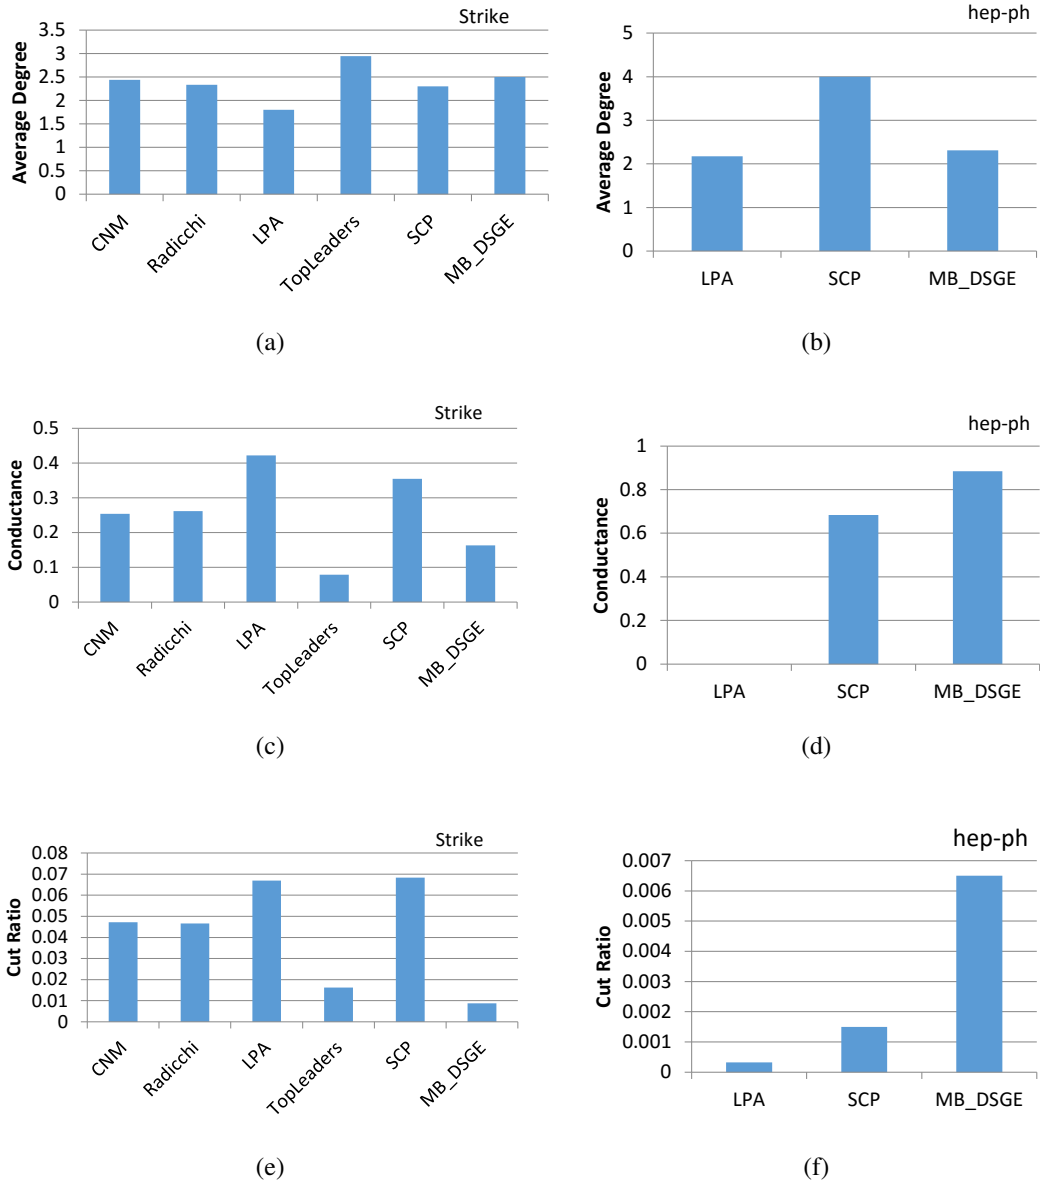 Strike
Average Degree
3.5
3
2.5
2
1.5
1
0.5
0
CNM
Radicchi
LPA
TopLeaders
SCP
MB_DSGE
(a)
hep-ph
Average Degree
5
4
3
2
1
0
LPA
SCP
MB_DSGE
(b)
Strike
Conductance
0.5
0.4
0.3
0.2
0.1
0
CNM
Radicchi
LPA
TopLeaders
SCP
MB_DSGE
(c)
hep-ph
Conductance
1
0.8
0.6
0.4
0.2
0
LPA
SCP
MB_DSGE
(d)
Strike
Cut Ratio
0.08
0.07
0.06
0.05
0.04
0.03
0.02
0.01
0
CNM
Radicchi
LPA
TopLeaders
SCP
MB_DSGE
(e)
hep-ph
Cut Ratio
0.007
0.006
0.005
0.004
0.003
0.002
0.001
0
LPA
SCP
MB_DSGE
(f)